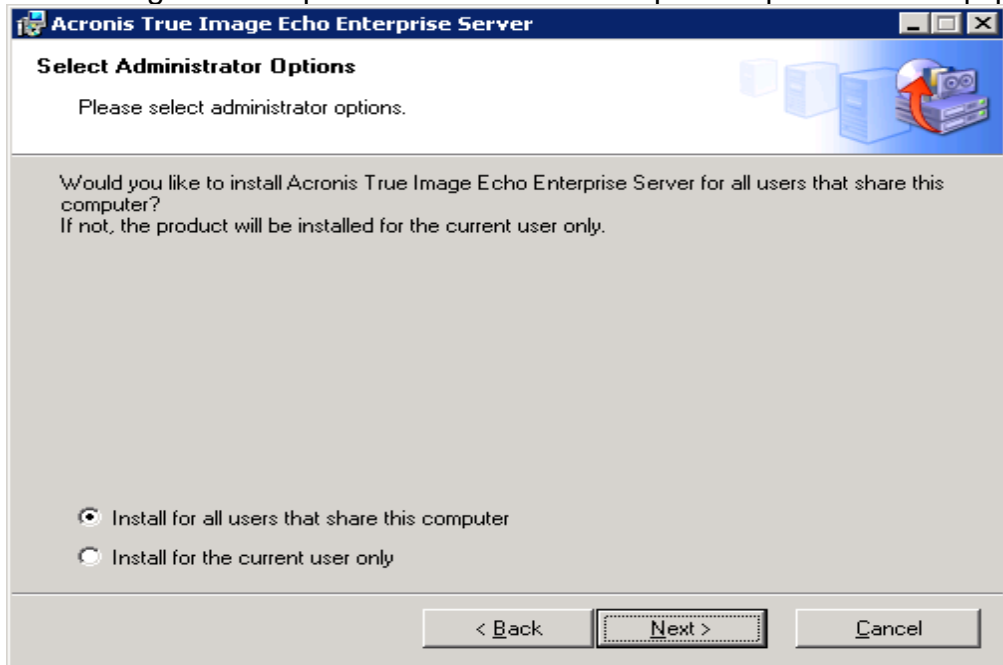 Acronis True Image Echo Enterprise Server
Select Administrator Options
Please select administrator options.
Would you like to install Acronis True Image Echo Enterprise Server for all users that share this
computer?
If not, the product will be installed for the current user only.
Install for all users that share this computer
Install for the current user only
< Back
Next >
Cancel